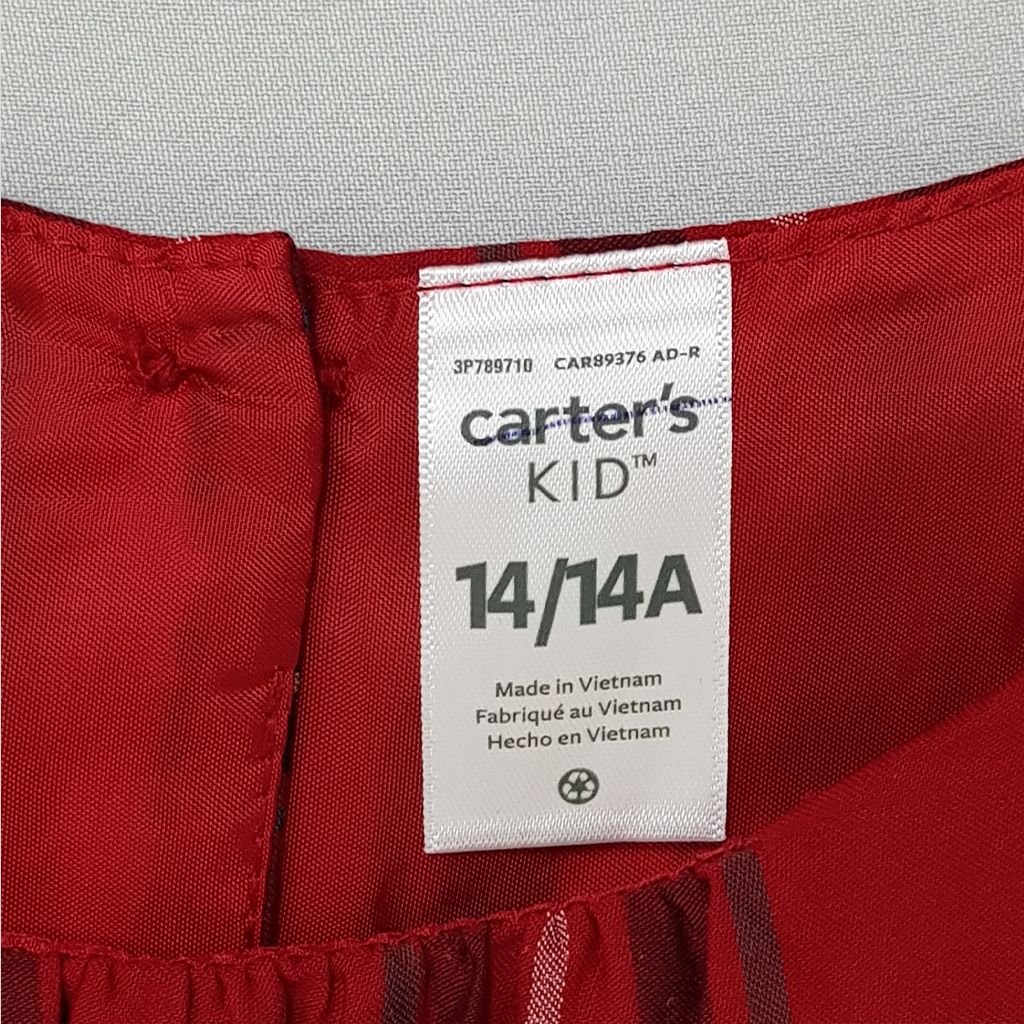 3P789710 CAR89376 AD-R
carter's
KID™
14/14A
Made in Vietnam
Fabriqué au Vietnam
Hecho en Vietnam